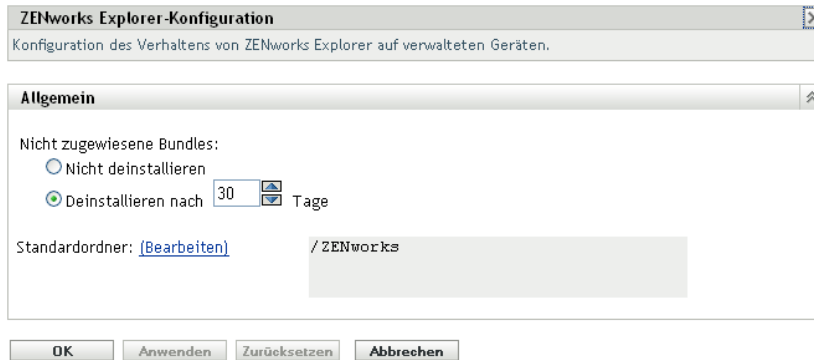 ZENworks Explorer-Konfiguration
Konfiguration des Verhaltens von ZENworks Explorer auf verwalteten Geräten.
Allgemein
Nicht zugewiesene Bundles:
Nicht deinstallieren
Deinstallieren nach 30 Tage
Standardordner: (Bearbeiten) /ZENworks
OK Anwenden Zurücksetzen Abbrechen